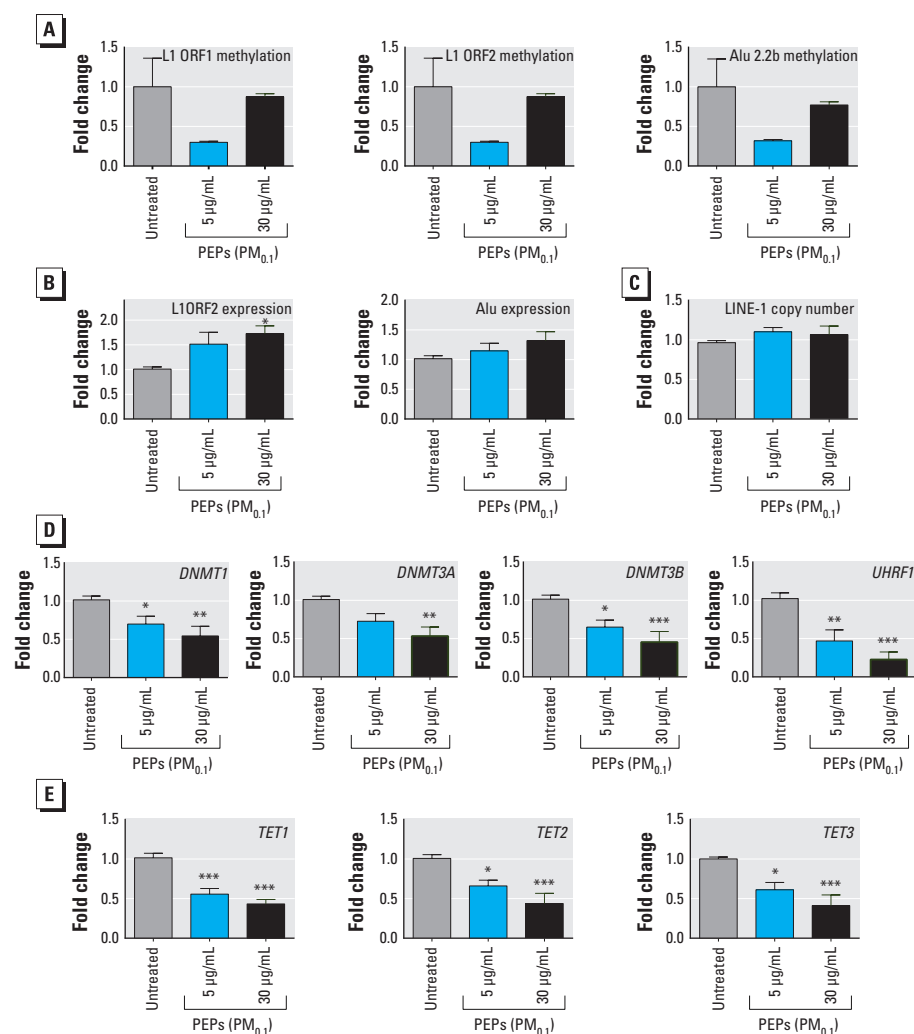 A
L1 ORF1 methylation
Fold change
1.5
1.0
0.5
0.0
Untreated
5 µg/mL
30 µg/mL
PEPs (PM0.1)
L1 ORF2 methylation
Fold change
1.5
1.0
0.5
0.0
Untreated
5 µg/mL
30 µg/mL
PEPs (PM0.1)
Alu 2.2b methylation
Fold change
1.5
1.0
0.5
0.0
Untreated
5 µg/mL
30 µg/mL
PEPs (PM0.1)
B
L1ORF2 expression
Fold change
2.0
1.5
1.0
0.5
0.0
*
Untreated
5 µg/mL
30 µg/mL
PEPs (PM0.1)
Alu expression
Fold change
2.0
1.5
1.0
0.5
0.0
Untreated
5 µg/mL
30 µg/mL
PEPs (PM0.1)
C
LINE-1 copy number
Fold change
1.5
1.0
0.5
0.0
Untreated
5 µg/mL
30 µg/mL
PEPs (PM0.1)
D
DNMT1
Fold change
1.5
1.0
0.5
0.0
*
**
Untreated
5 µg/mL
30 µg/mL
PEPs (PM0.1)
DNMT3A
Fold change
1.5
1.0
0.5
0.0
**
Untreated
5 µg/mL
30 µg/mL
PEPs (PM0.1)
DNMT3B
Fold change
1.5
1.0
0.5
0.0
*
***
Untreated
5 µg/mL
30 µg/mL
PEPs (PM0.1)
UHRF1
Fold change
1.5
1.0
0.5
0.0
**
***
Untreated
5 µg/mL
30 µg/mL
PEPs (PM0.1)
E
TET1
Fold change
1.5
1.0
0.5
0.0
***
***
Untreated
5 µg/mL
30 µg/mL
PEPs (PM0.1)
TET2
Fold change
1.5
1.0
0.5
0.0
*
***
Untreated
5 µg/mL
30 µg/mL
PEPs (PM0.1)
TET3
Fold change
1.5
1.0
0.5
0.0
*
***
Untreated
5 µg/mL
30 µg/mL
PEPs (PM0.1)